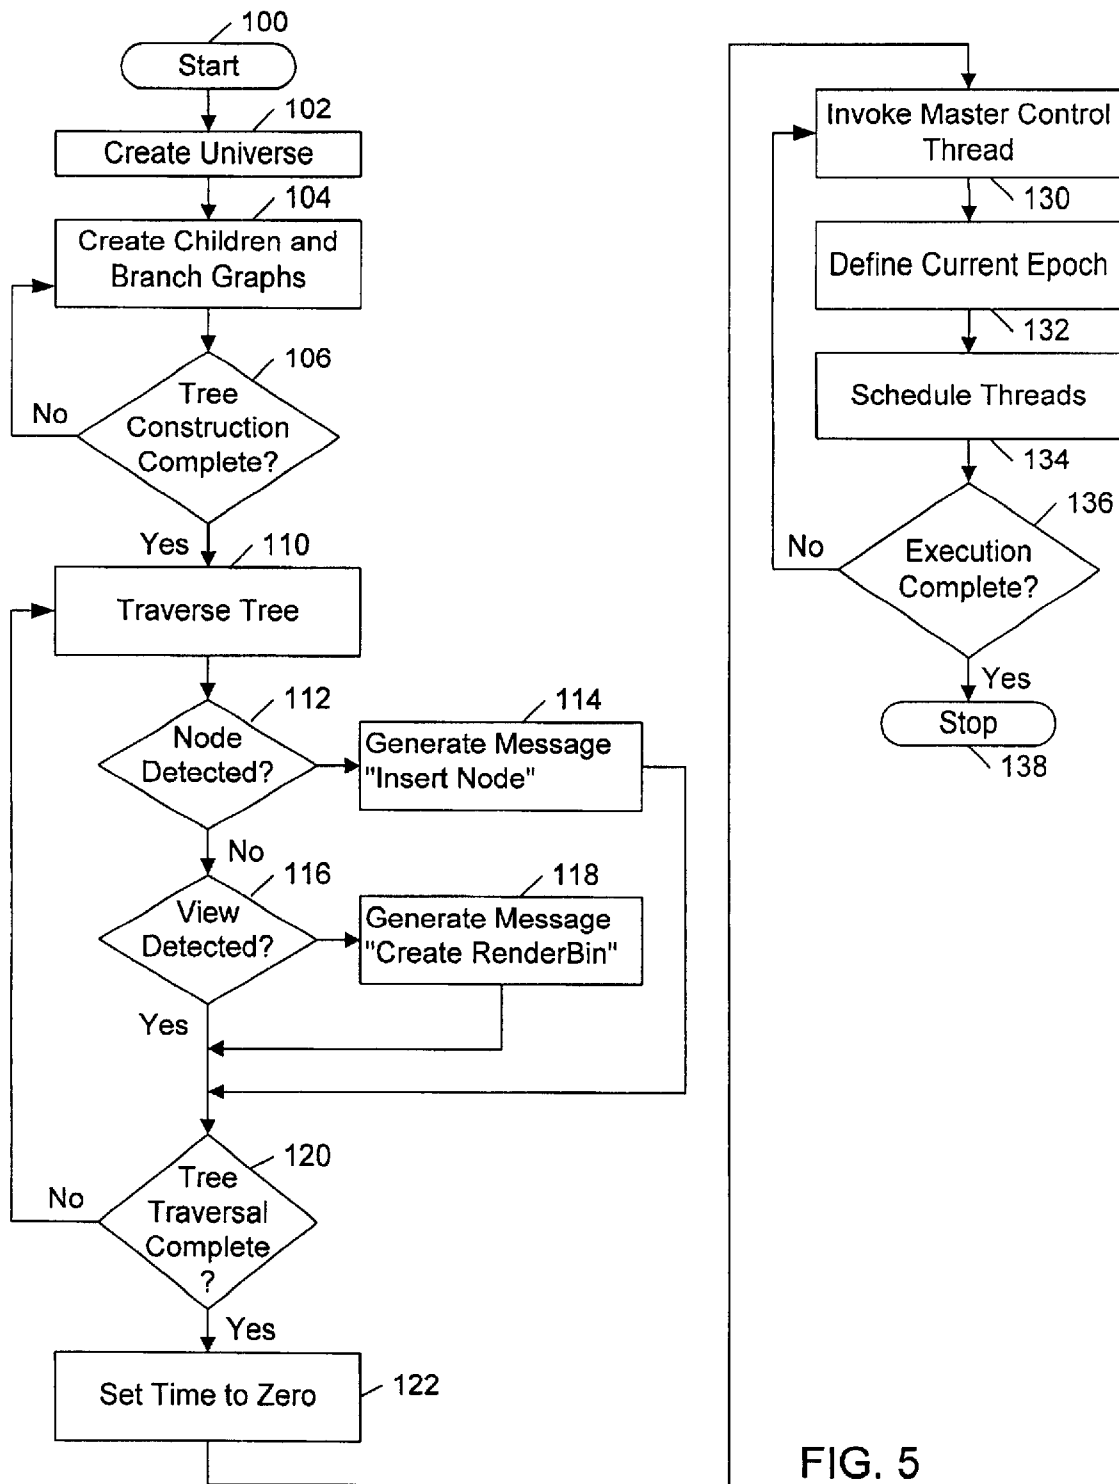 100
Start
102
Create Universe
104
Create Children and
Branch Graphs
106
Tree
Construction
Complete?
No
Yes
110
Traverse Tree
112
Node
Detected?
114
Generate Message
"Insert Node"
No
116
View
Detected?
118
Generate Message
"Create RenderBin"
Yes
120
Tree
Traversal
Complete
?
No
Yes
Set Time to Zero
122
Invoke Master Control
Thread
130
Define Current Epoch
132
Schedule Threads
134
136
Execution
Complete?
No
Yes
Stop
138
FIG. 5